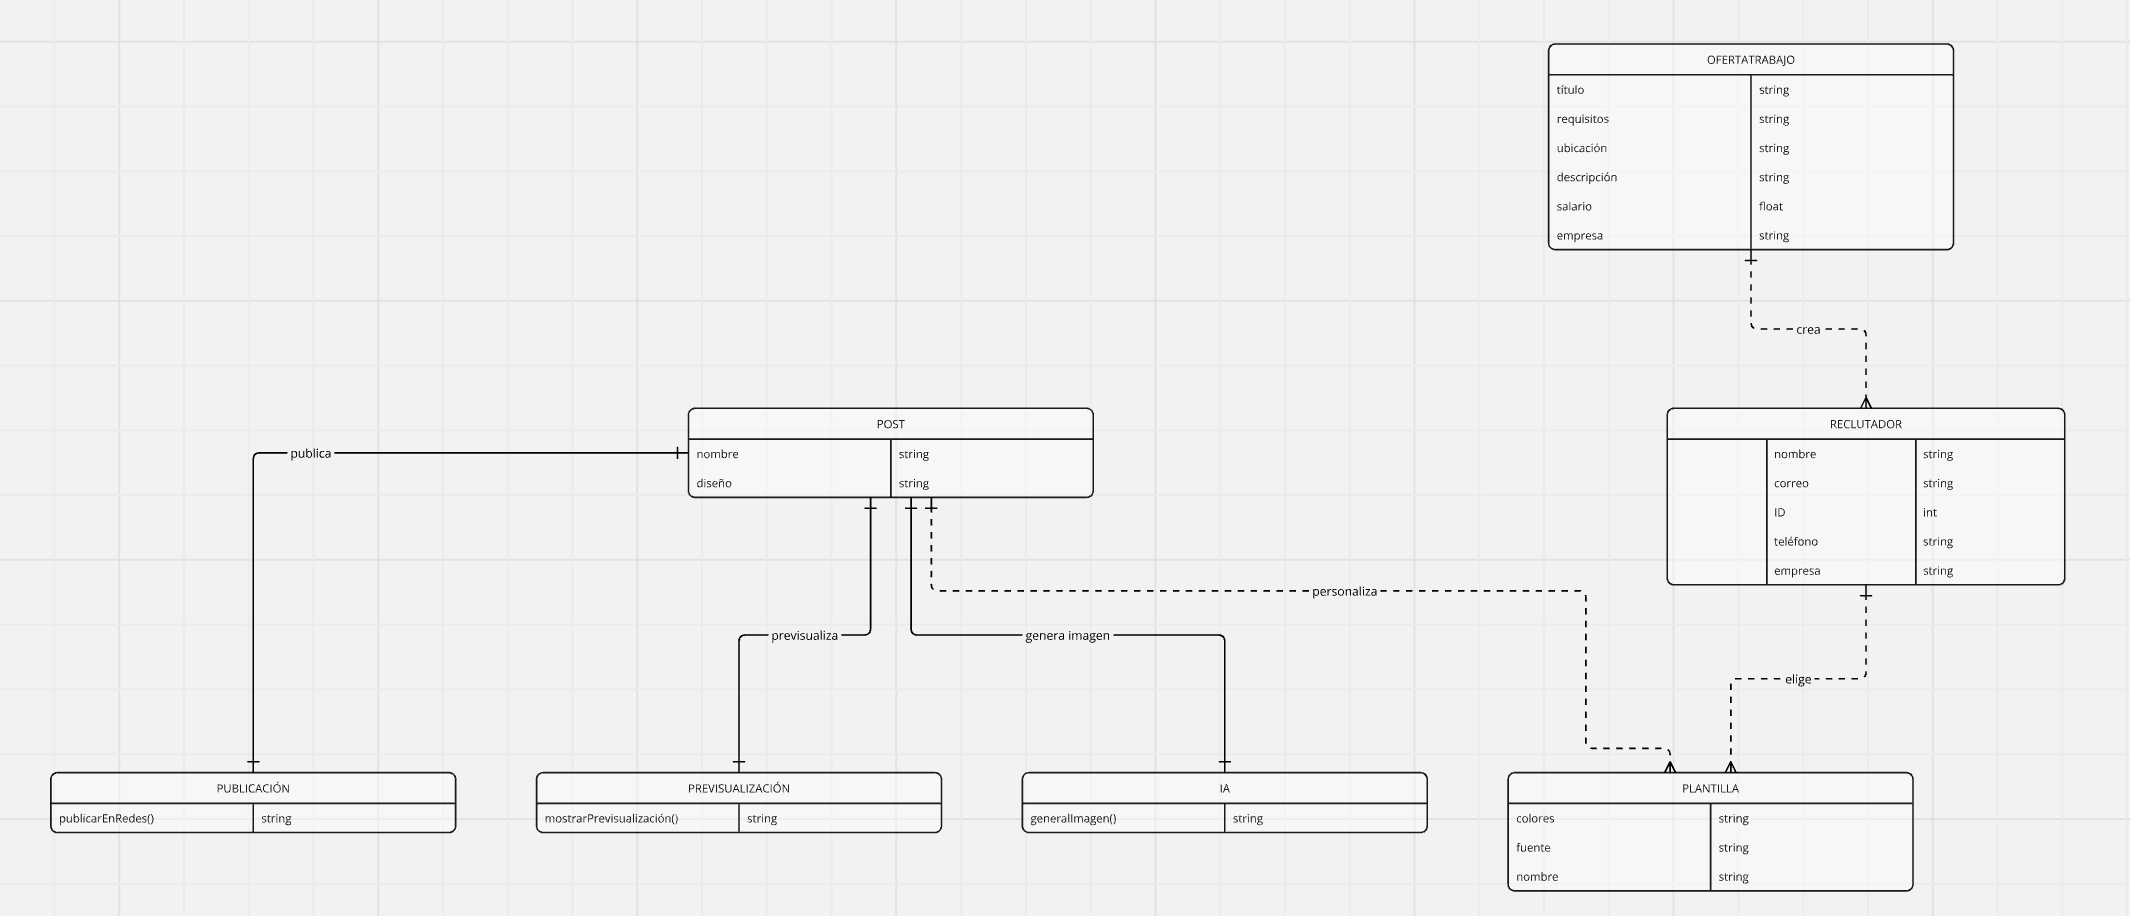 OFERTATRABAJO
título string
requisitos string
ubicación string
descripción string
salario float
empresa string
crea
POST
nombre string
diseño string
RECLUTADOR
nombre string
correo string
ID int
teléfono string
empresa string
publica
personaliza
previsualiza
genera imagen
elige
PUBLICACIÓN
publicarEnRedes() string
PREVISUALIZACIÓN
mostrarPrevisualización() string
IA
generaIImagen() string
PLANTILLA
colores string
fuente string
nombre string